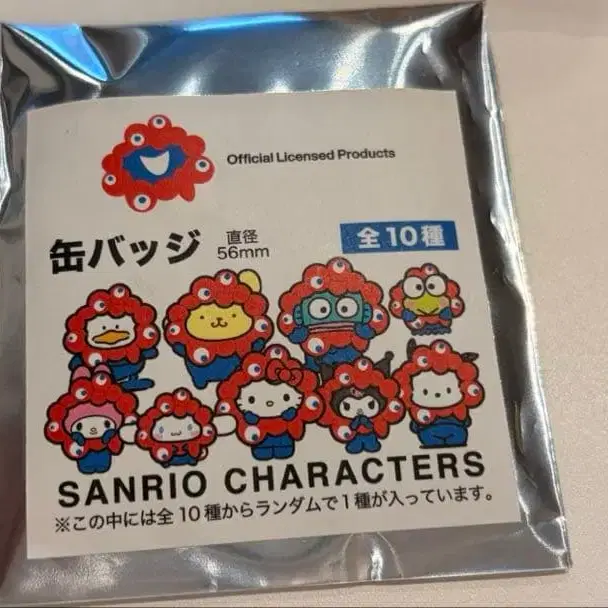 Official Licensed Products
缶バッジ 直径 56mm 全10種
SANRIO CHARACTERS
※この中には全10種からランダムで1種が入っています。